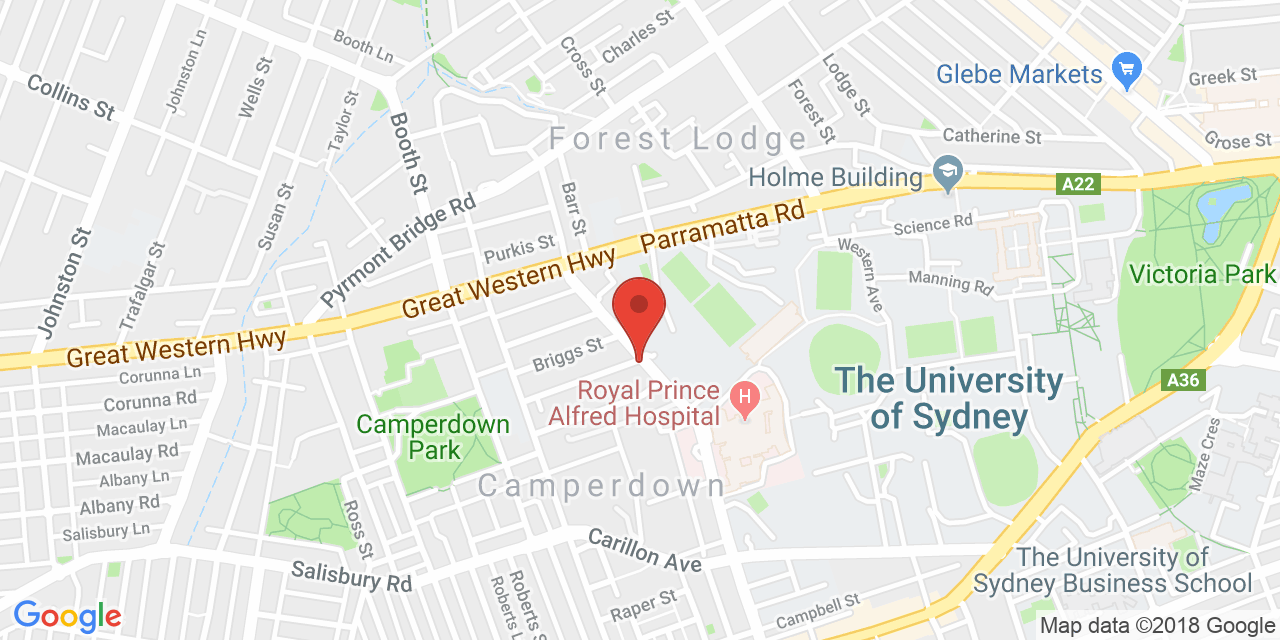 Johnston Ln
Booth Ln
Charles St
Cross St
Glebe Markets
Greek St
Collins St
Wells St
Taylor St
Lodge St
Forest St
Booth St
Forest Lodge
Catherine St
Grose St
Holme Building
A22
Pyrmont Bridge Rd
Barr St
Susan St
Parramatta Rd
Science Rd
Purkis St
Great Western Hwy
Western Ave
Manning Rd
Victoria Park
Johnston St
Trafalgar St
Great Western Hwy
Briggs St
Corunna Ln
Corunna Rd
Royal Prince
Alfred Hospital
H
The University
of Sydney
A36
Camperdown
Park
Macaulay Ln
Macaulay Rd
Albany Ln
Albany Rd
Salisbury Ln
Camperdown
Maze Cres
Ross St
Carillon Ave
Salisbury Rd
The University of
Sydney Business School
Roberts L
Roberts S
Raper St
Campbell St
Google
Map data ©2018 Google